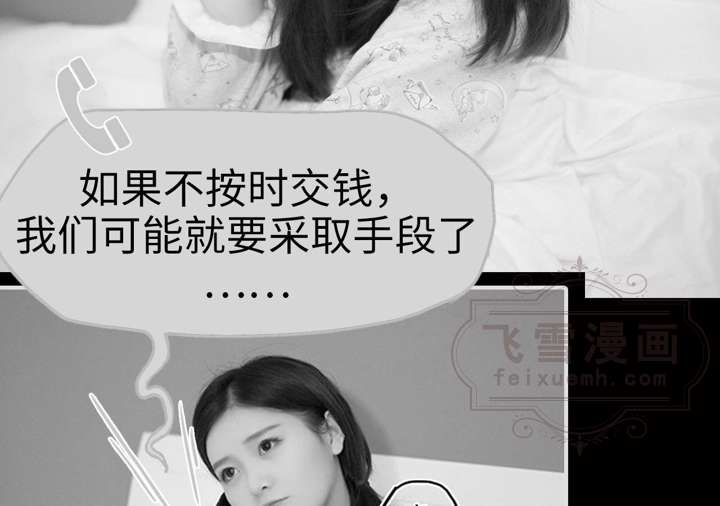 如果不按时交钱，
我们可能就要采取手段了
……
飞雪漫画
feixuemh.com